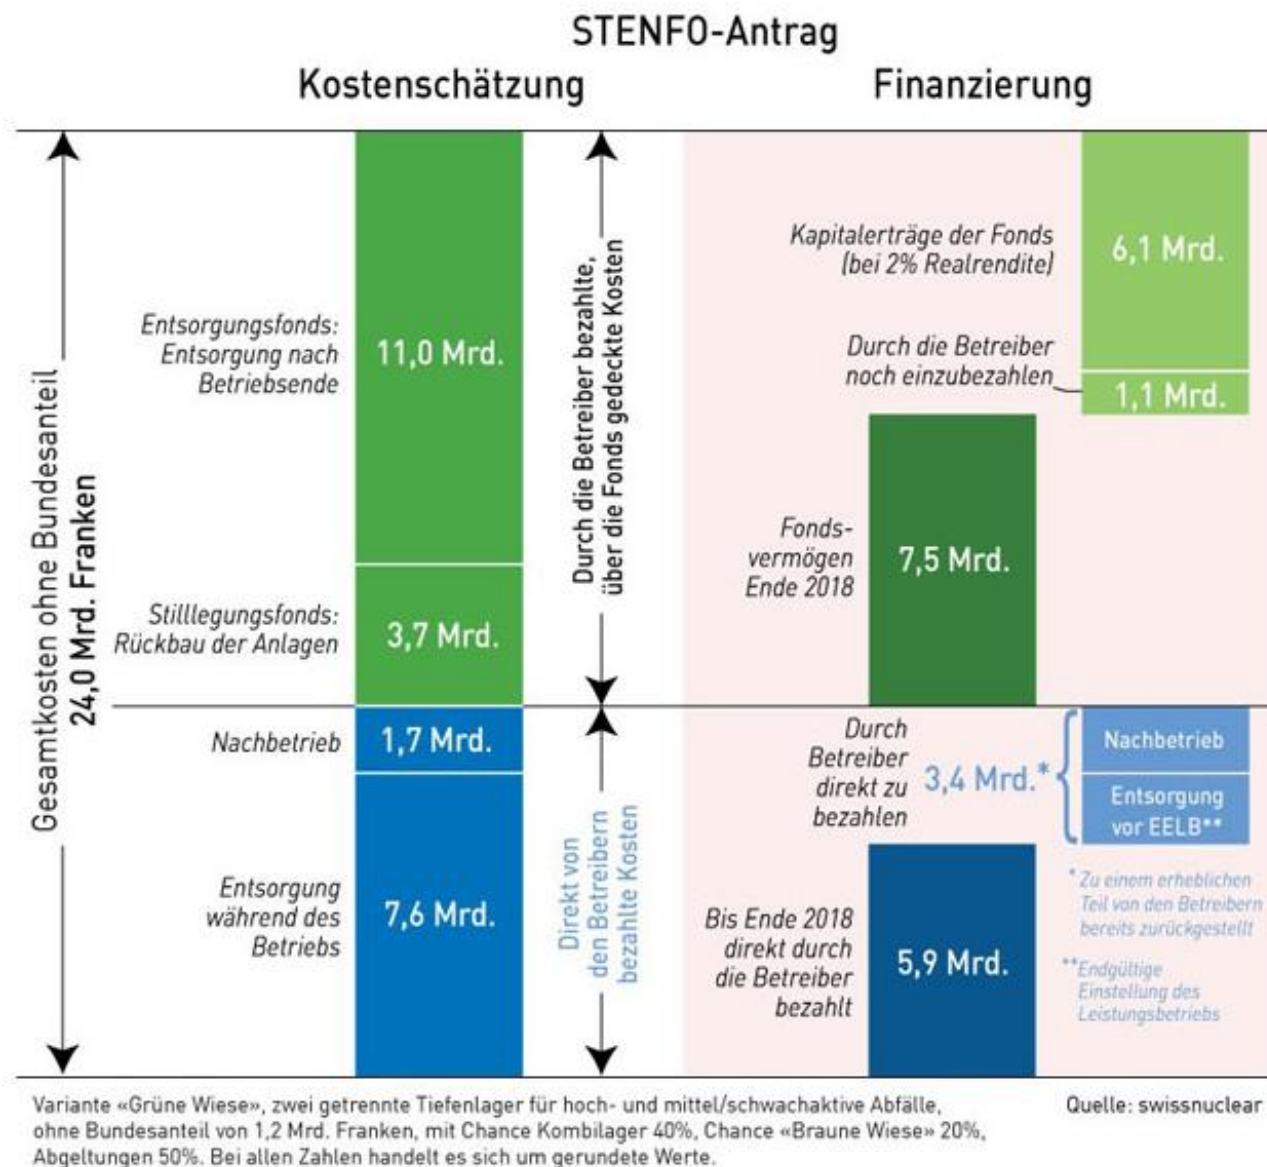 STENFO-Antrag
Kostenschätzung
Finanzierung
Gesamtkosten ohne Bundesanteil
24,0 Mrd. Franken
Entsorgungsfonds:
Entsorgung nach
Betriebsende
11,0 Mrd.
Stilllegungsfonds:
Rückbau der Anlagen
3,7 Mrd.
Nachbetrieb
1,7 Mrd.
Entsorgung
während des
Betriebs
7,6 Mrd.
Durch die Betreiber bezahlte,
über die Fonds gedeckte Kosten
Direkt von
den Betreibern
bezahlte Kosten
Kapitalerträge der Fonds
(bei 2% Realrendite)
6,1 Mrd.
Durch die Betreiber
noch einzubezahlen
1,1 Mrd.
Fonds-
vermögen
Ende 2018
7,5 Mrd.
Durch
Betreiber
direkt zu
bezahlen
3,4 Mrd.*
Nachbetrieb
Entsorgung
vor EELB**
Bis Ende 2018
direkt durch
die Betreiber
bezahlt
5,9 Mrd.
* Zu einem erheblichen
Teil von den Betreibern
bereits zurückgestellt
**Endgültige
Einstellung des
Leistungsbetriebs
Variante «Grüne Wiese», zwei getrennte Tiefenlager für hoch- und mittel/schwachaktive Abfälle,
ohne Bundesanteil von 1,2 Mrd. Franken, mit Chance Kombilager 40%, Chance «Braune Wiese» 20%,
Abgeltungen 50%. Bei allen Zahlen handelt es sich um gerundete Werte.
Quelle: swissnuclear